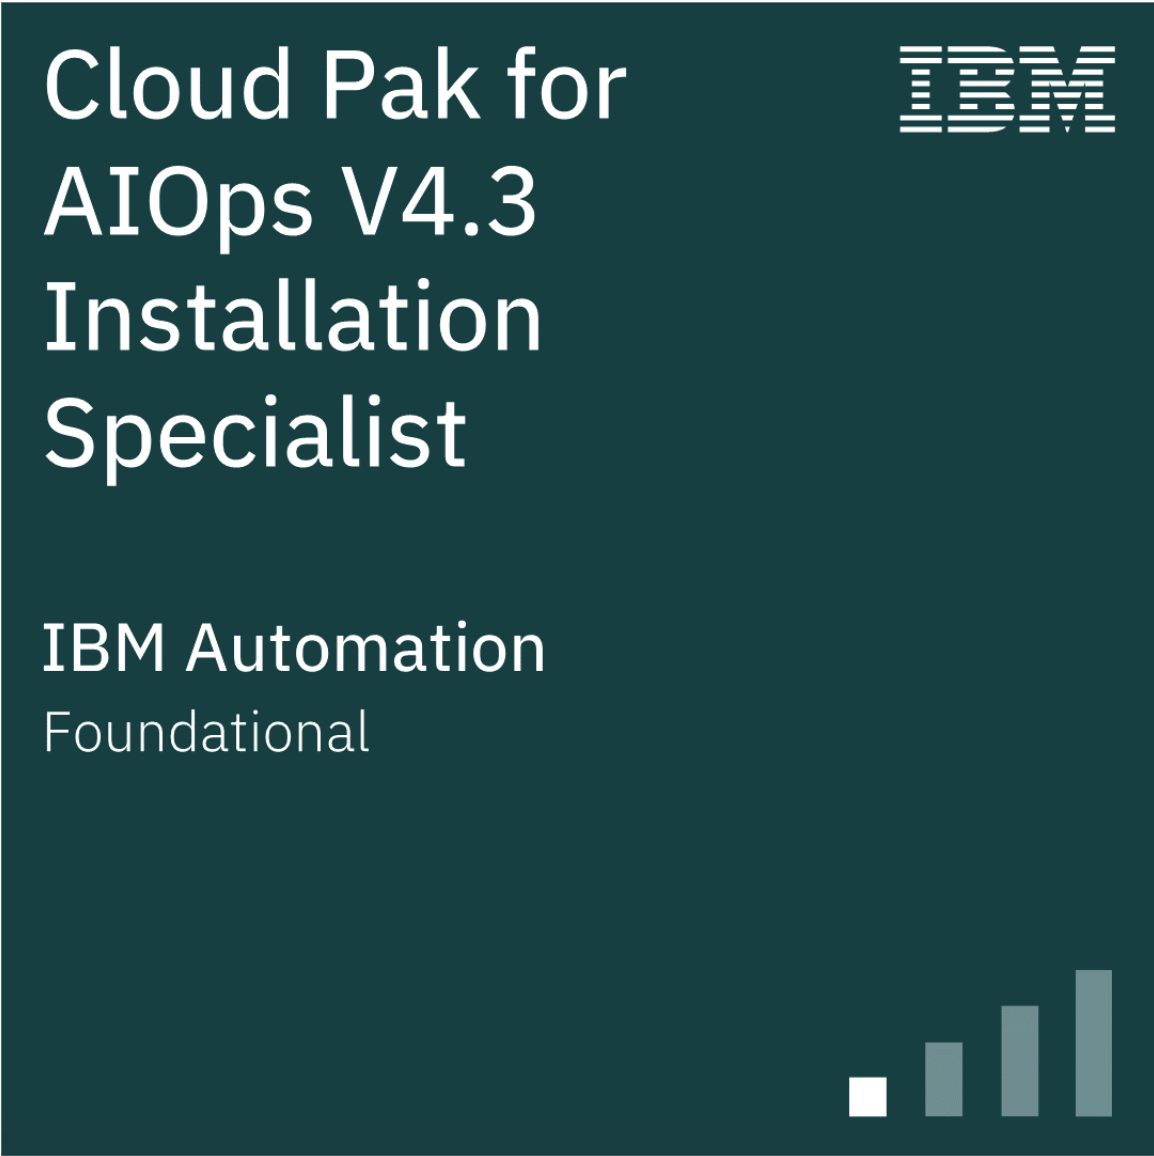 Cloud Pak for
IBM
AIOps V4.3
Installation
Specialist
IBM Automation
Foundational